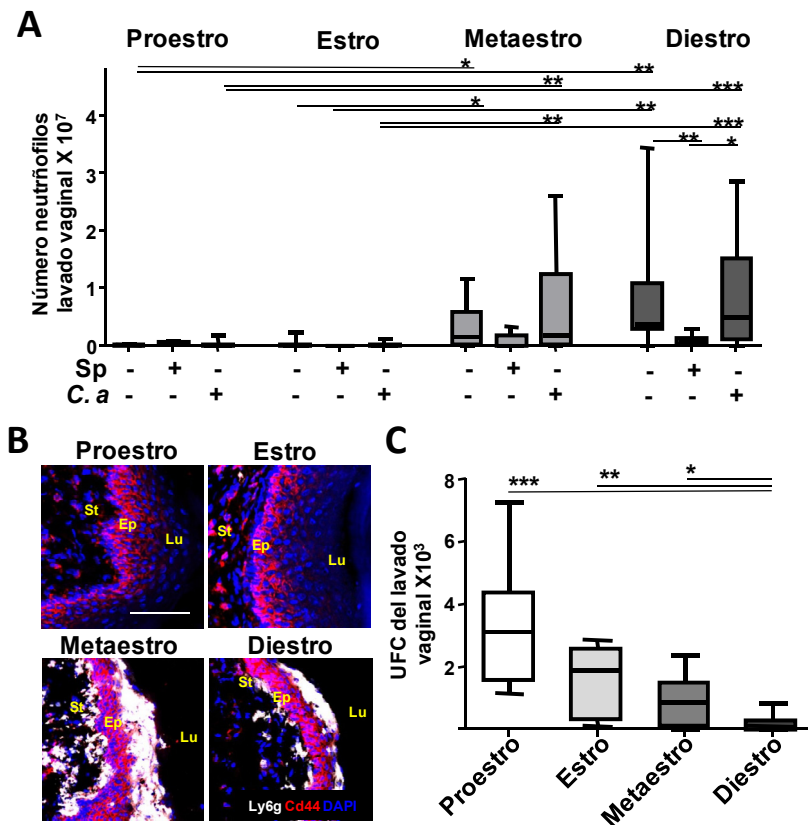 A
Proestro Estro Metaestro Diestro
* **
** ***
* **
** ***
** *
Número neutrñofilos
lavado vaginal X 10⁷
4
3
2
1
0
Sp - + - - + - - + - - + -
C. a - - + - - + - - + - - +
B
Proestro Estro
St Ep Lu
St Ep Lu
Metaestro Diestro
St Ep Lu
St Ep Lu
Ly6g Cd44 DAPI
C
UFC del lavado
vaginal X10³
8
6
4
2
*** ** *
Proestro Estro Metaestro Diestro